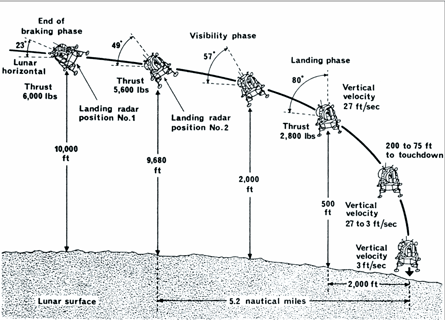 End of
braking phase
23°
Lunar
horizontal
Thrust
6,000 lbs
Landing radar
position No.1
10,000
ft
49°
Thrust
5,600 lbs
Landing radar
position No.2
9,680
ft
Visibility phase
57°
2,000
ft
Landing phase
80°
Thrust
2,800 lbs
Vertical
velocity
27 ft/sec
500
ft
200 to 75 ft
to touchdown
Vertical
velocity
27 to 3 ft/sec
Vertical
velocity
3 ft/sec
2,000 ft
5.2 nautical miles
Lunar surface